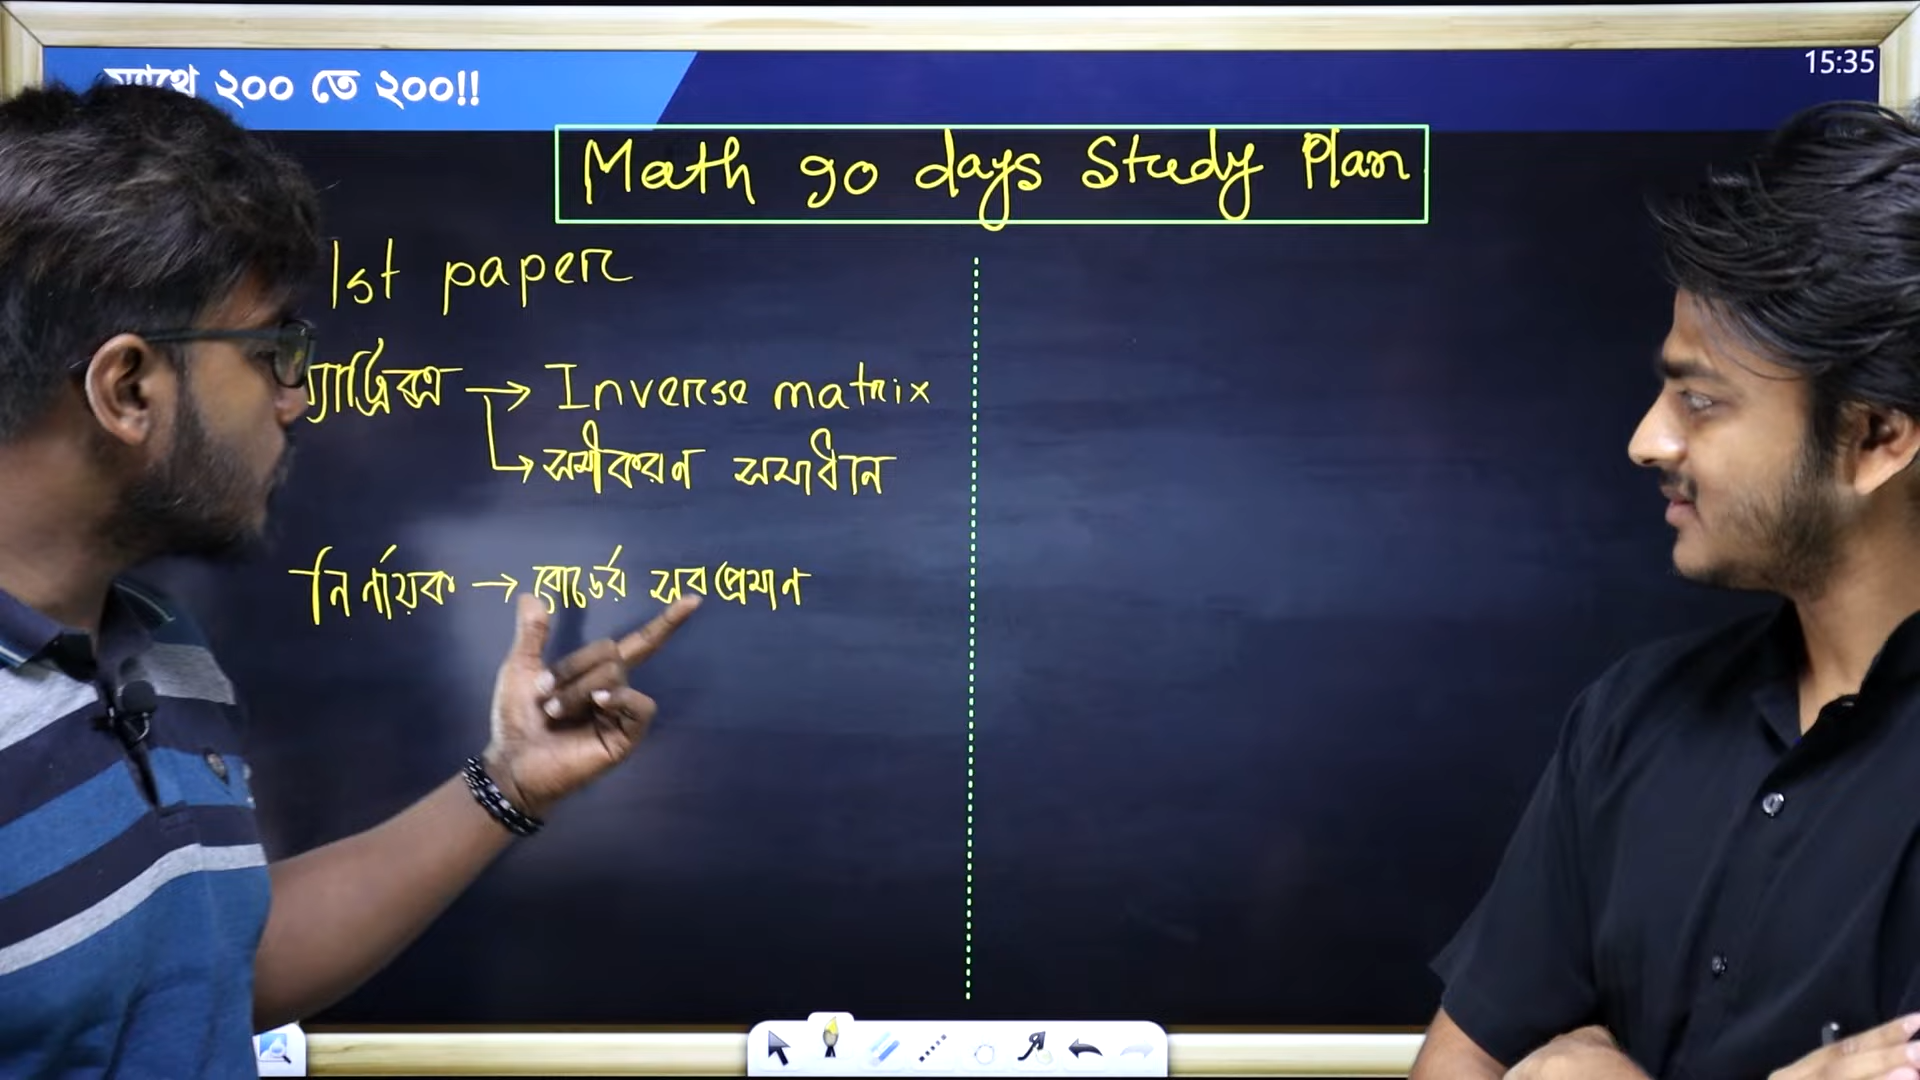 ২০০ তে ২০০!!
15:35
Math 90 days Study Plan
1st paper
ম্যাট্রিক্স → Inverse matrix
→ সমীকরণ সমাধান
নির্ণায়ক → বোর্ডের সব প্রমান